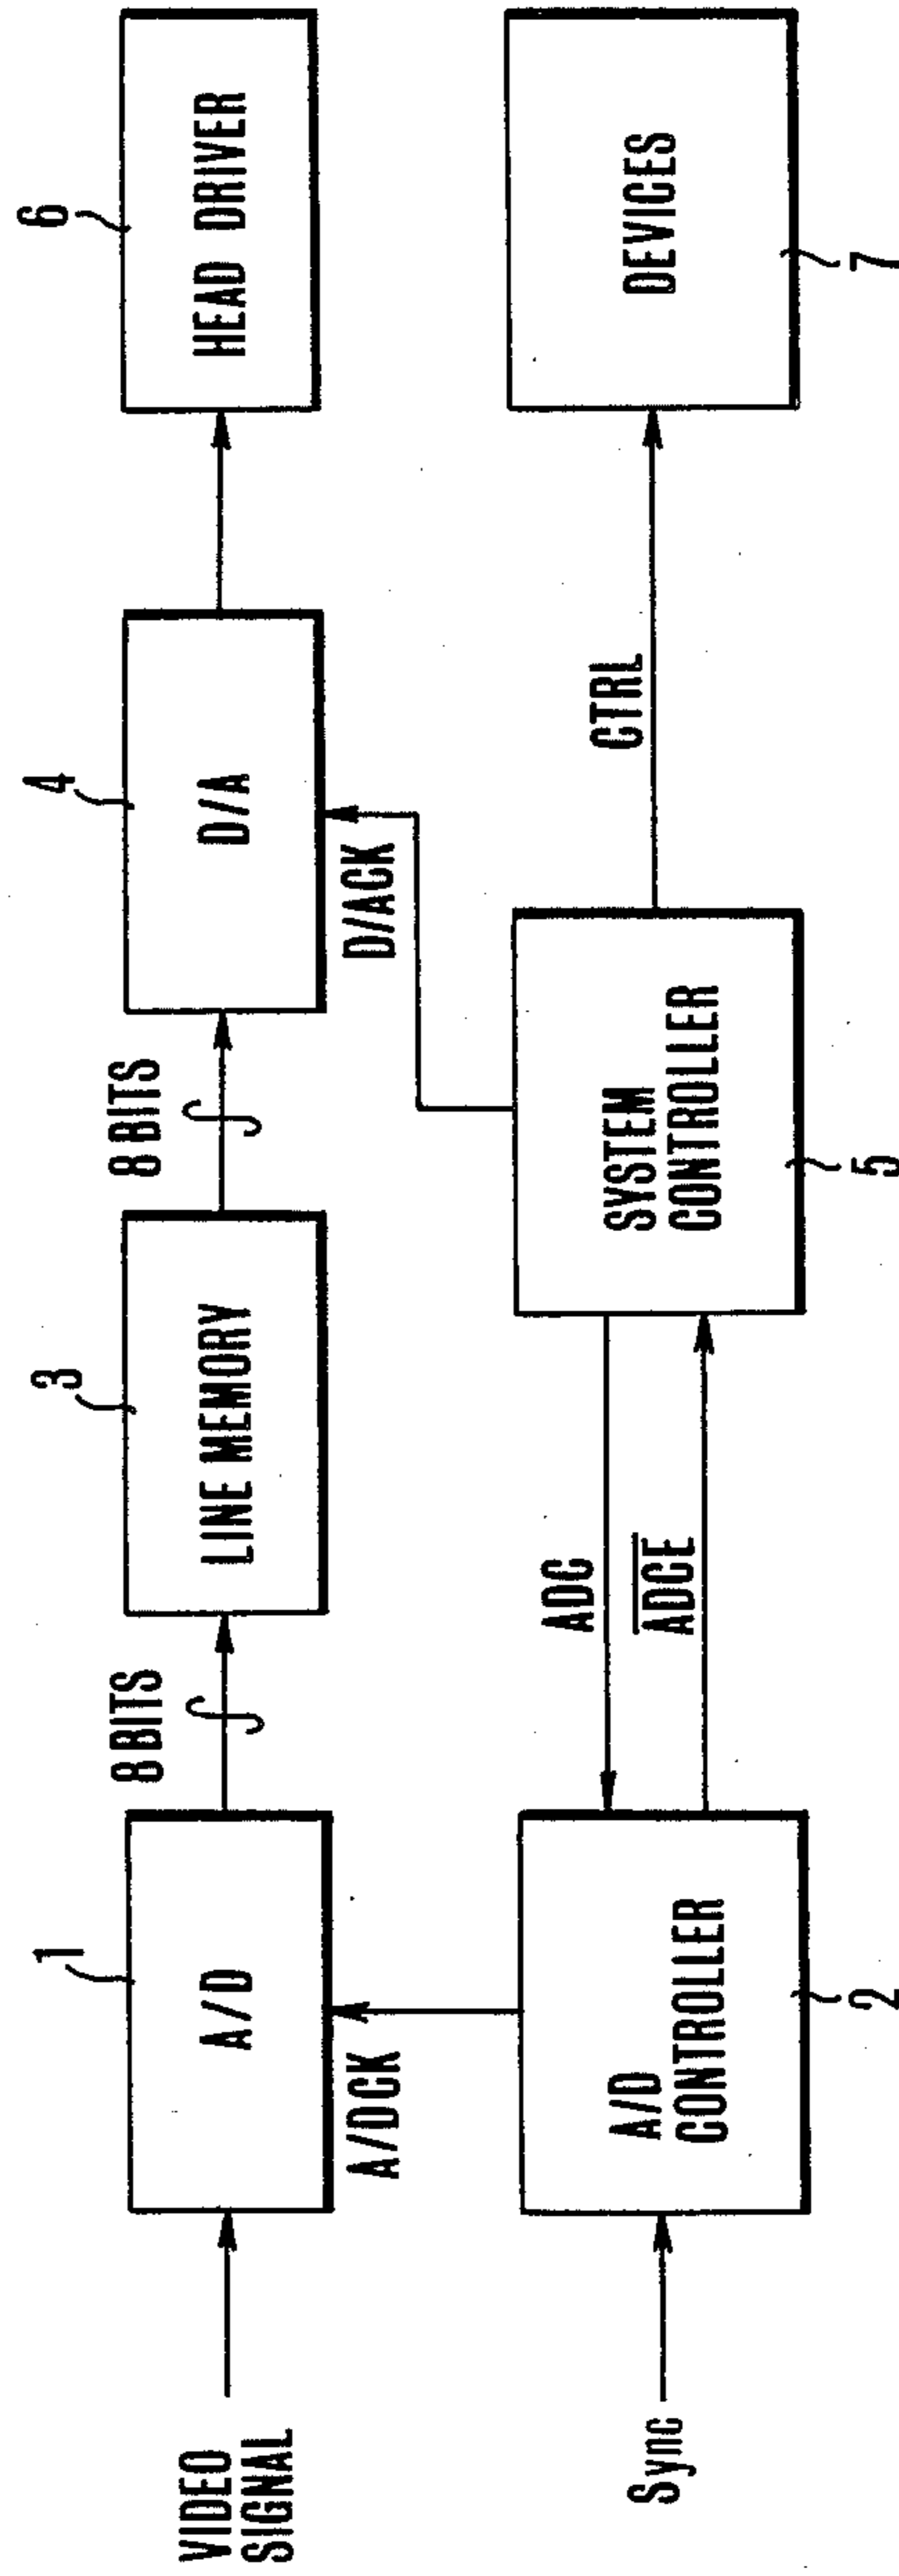 VIDEO
SIGNAL
1
A/D
8 BITS
3
LINE MEMORY
8 BITS
4
D/A
6
HEAD DRIVER
A/DCK
D/ACK
Sync
A/D
CONTROLLER
2
ADC
ADCE
SYSTEM
CONTROLLER
5
CTRL
DEVICES
7